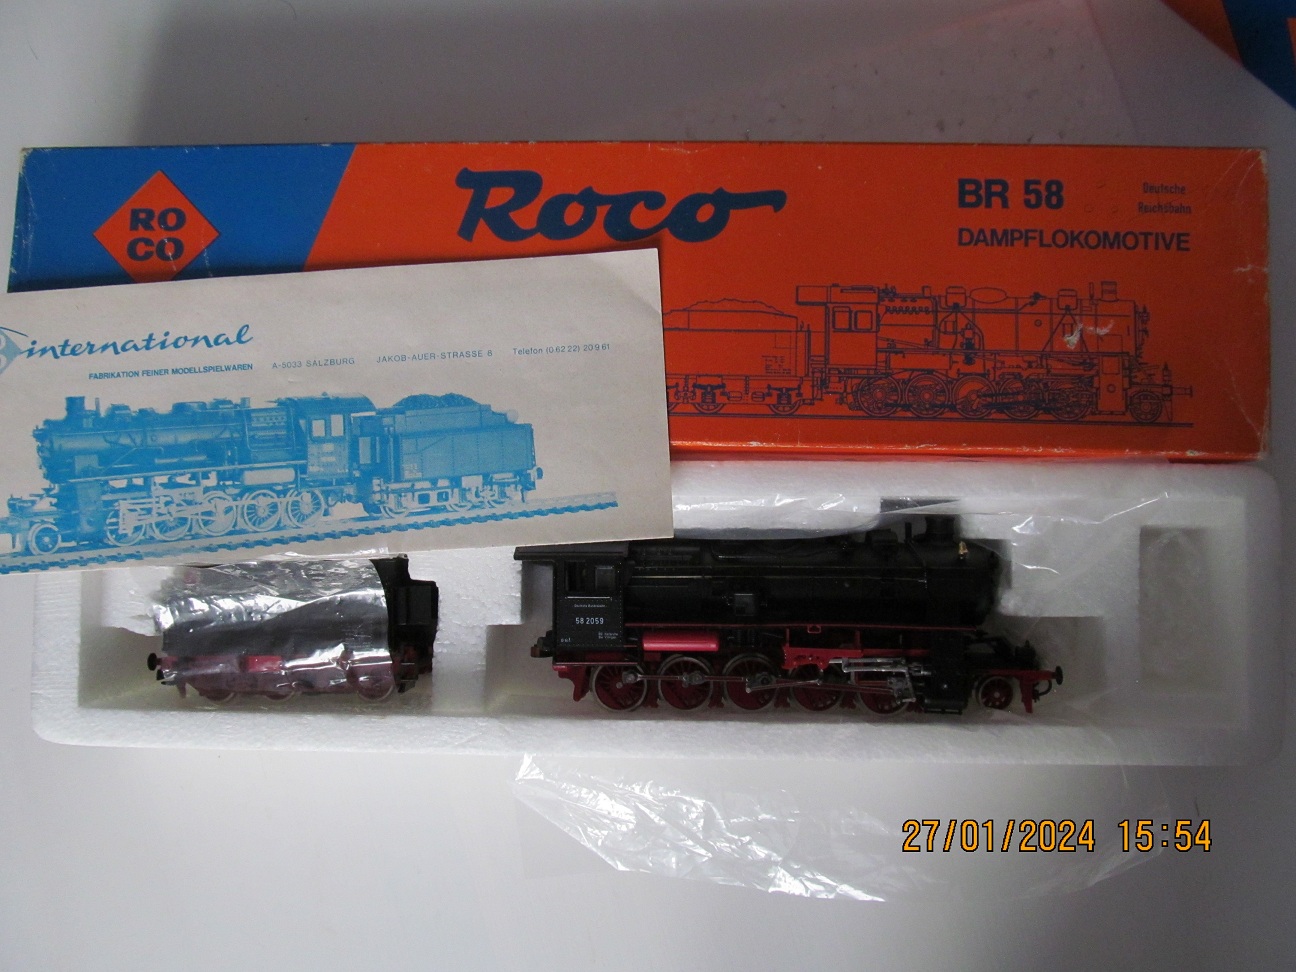 RO
CO
Roco
BR 58
Deutsche
Reichsbahn
DAMPFLOKOMOTIVE
international
FABRIKATION FEINER MODELLSPIELWAREN
A-5033 SALZBURG JAKOB-AUER-STRASSE 8 Telefon (0 62 22) 20 9 61
58 2059
27/01/2024 15:54